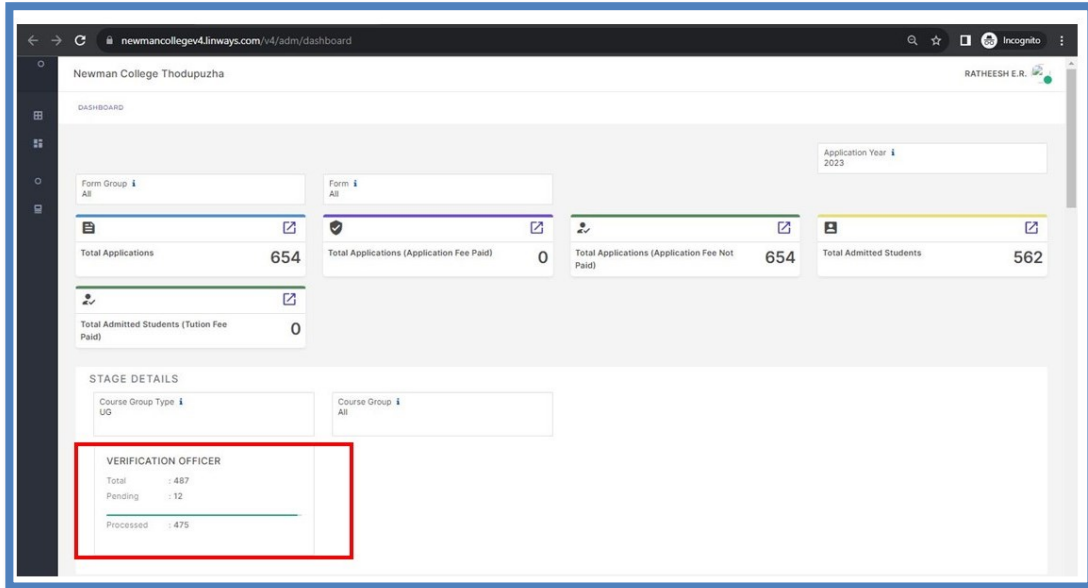 newmancollegev4.linways.com/v4/adm/dashboard
Incognito
Newman College Thodupuzha
RATHEESH E.R.
DASHBOARD
Application Year i
2023
Form Group i
All
Form i
All
Total Applications
654
Total Applications (Application Fee Paid)
0
Total Applications (Application Fee Not
Paid)
654
Total Admitted Students
562
Total Admitted Students (Tution Fee
Paid)
0
STAGE DETAILS
Course Group Type i
UG
Course Group i
All
VERIFICATION OFFICER
Total : 487
Pending : 12
Processed : 475